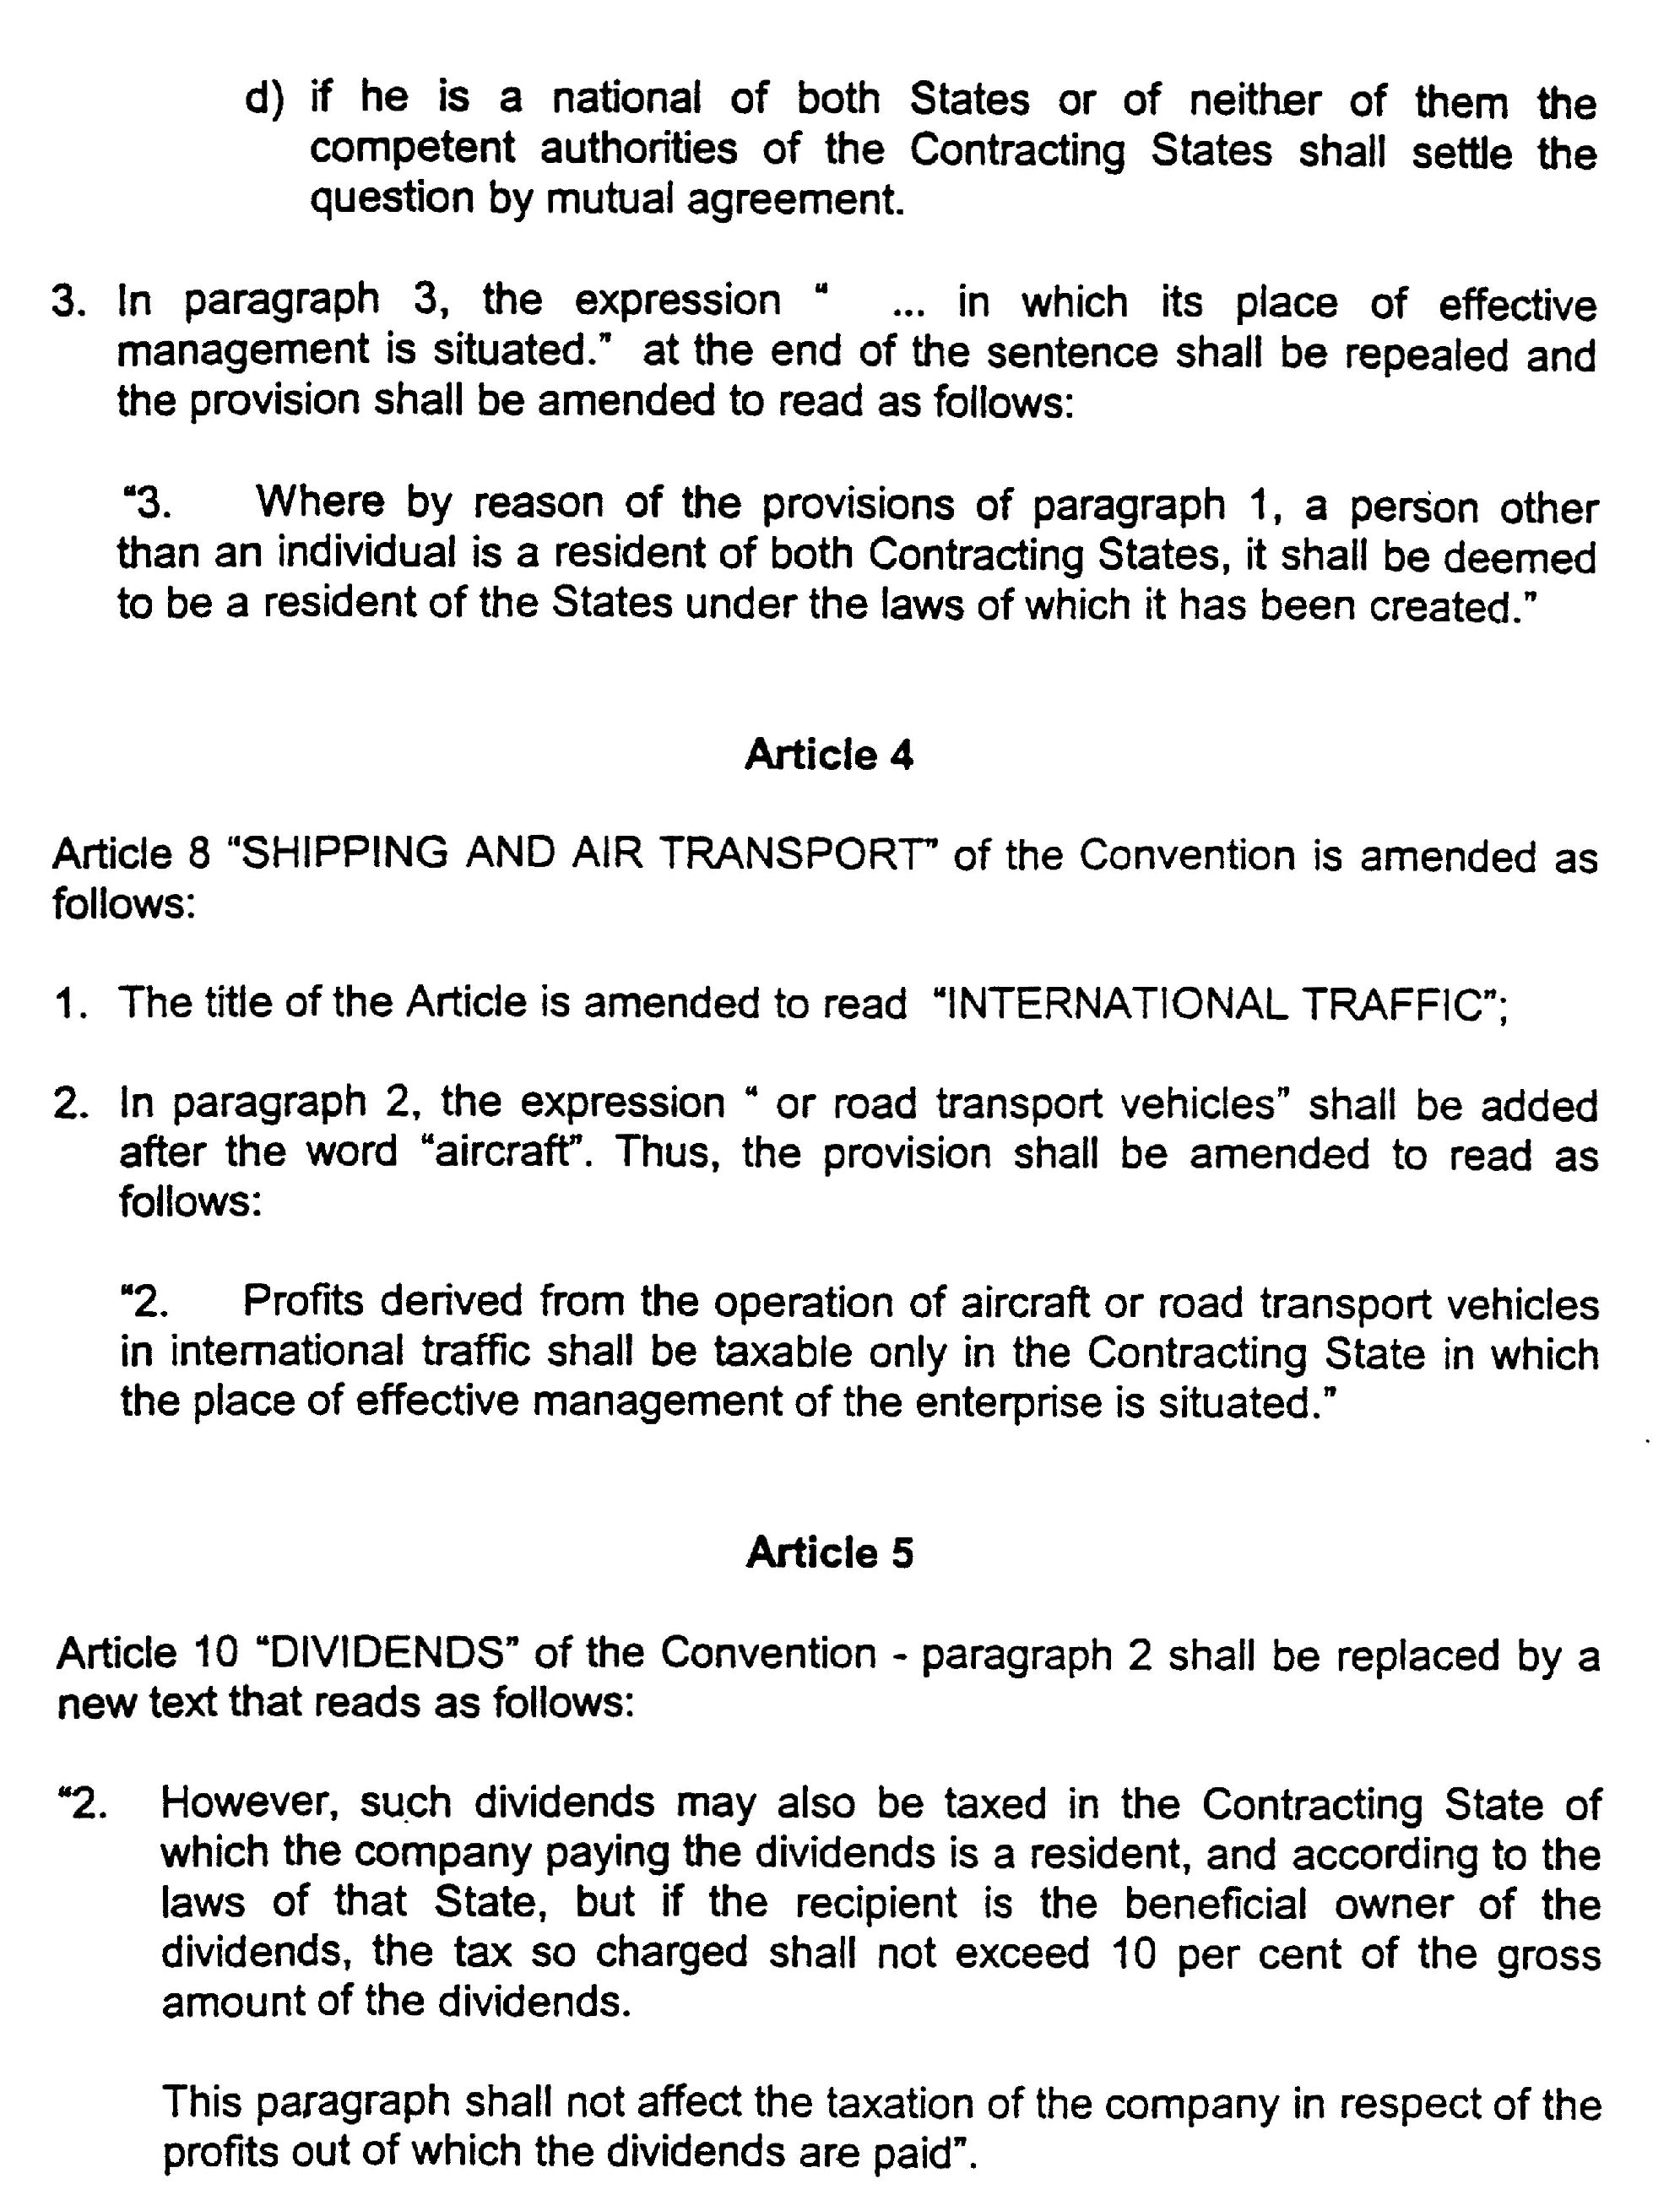 d) if he is a national of both States or of neither of them the
competent authorities of the Contracting States shall settle the
question by mutual agreement.
3. In paragraph 3, the expression “ ... in which its place of effective
management is situated.” at the end of the sentence shall be repealed and
the provision shall be amended to read as follows:
“3. Where by reason of the provisions of paragraph 1, a person other
than an individual is a resident of both Contracting States, it shall be deemed
to be a resident of the States under the laws of which it has been created.”
Article 4
Article 8 “SHIPPING AND AIR TRANSPORT” of the Convention is amended as
follows:
1. The title of the Article is amended to read “INTERNATIONAL TRAFFIC”;
2. In paragraph 2, the expression “ or road transport vehicles” shall be added
after the word “aircraft”. Thus, the provision shall be amended to read as
follows:
“2. Profits derived from the operation of aircraft or road transport vehicles
in international traffic shall be taxable only in the Contracting State in which
the place of effective management of the enterprise is situated.”
Article 5
Article 10 “DIVIDENDS” of the Convention - paragraph 2 shall be replaced by a
new text that reads as follows:
“2. However, such dividends may also be taxed in the Contracting State of
which the company paying the dividends is a resident, and according to the
laws of that State, but if the recipient is the beneficial owner of the
dividends, the tax so charged shall not exceed 10 per cent of the gross
amount of the dividends.
This paragraph shall not affect the taxation of the company in respect of the
profits out of which the dividends are paid”.